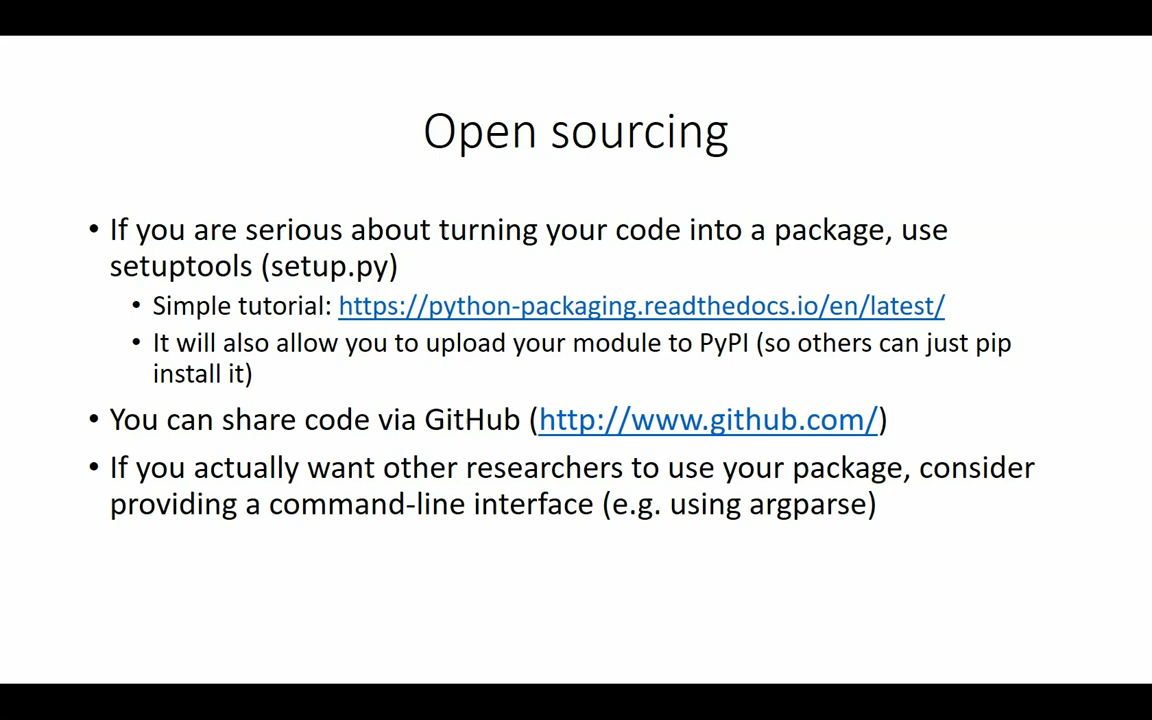 Open sourcing
• If you are serious about turning your code into a package, use
setuptools (setup.py)
• Simple tutorial: https://python-packaging.readthedocs.io/en/latest/
• It will also allow you to upload your module to PyPI (so others can just pip
install it)
• You can share code via GitHub (http://www.github.com/)
• If you actually want other researchers to use your package, consider
providing a command-line interface (e.g. using argparse)